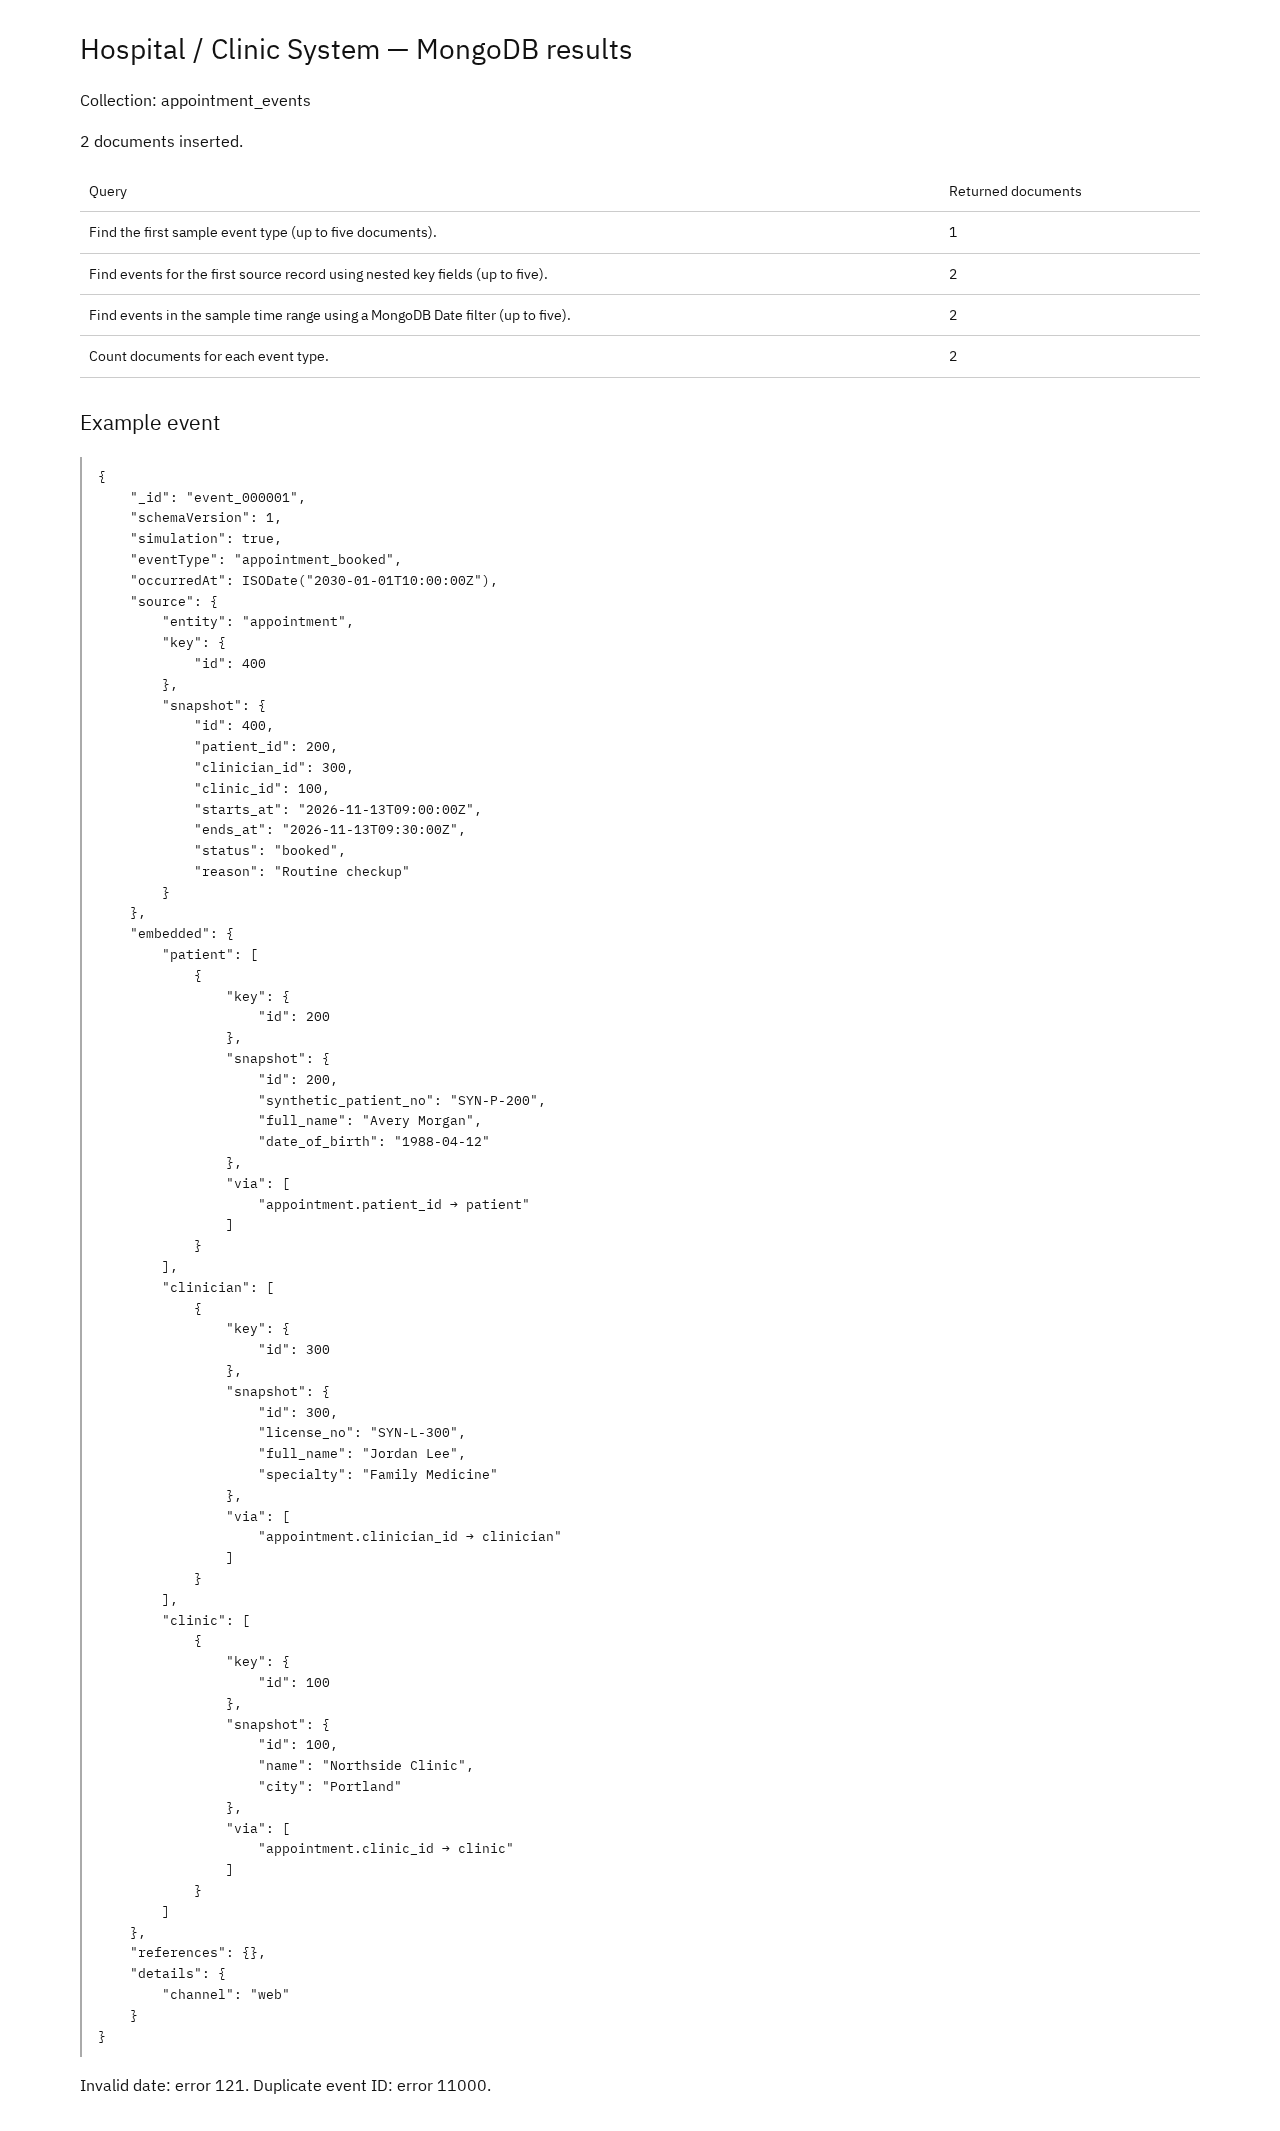 Hospital / Clinic System — MongoDB results
Collection: appointment_events
2 documents inserted.
Query Returned documents
Find the first sample event type (up to five documents). 1
Find events for the first source record using nested key fields (up to five). 2
Find events in the sample time range using a MongoDB Date filter (up to five). 2
Count documents for each event type. 2
Example event
{
    "_id": "event_000001",
    "schemaVersion": 1,
    "simulation": true,
    "eventType": "appointment_booked",
    "occurredAt": ISODate("2030-01-01T10:00:00Z"),
    "source": {
        "entity": "appointment",
        "key": {
            "id": 400
        },
        "snapshot": {
            "id": 400,
            "patient_id": 200,
            "clinician_id": 300,
            "clinic_id": 100,
            "starts_at": "2026-11-13T09:00:00Z",
            "ends_at": "2026-11-13T09:30:00Z",
            "status": "booked",
            "reason": "Routine checkup"
        }
    },
    "embedded": {
        "patient": [
            {
                "key": {
                    "id": 200
                },
                "snapshot": {
                    "id": 200,
                    "synthetic_patient_no": "SYN-P-200",
                    "full_name": "Avery Morgan",
                    "date_of_birth": "1988-04-12"
                },
                "via": [
                    "appointment.patient_id → patient"
                ]
            }
        ],
        "clinician": [
            {
                "key": {
                    "id": 300
                },
                "snapshot": {
                    "id": 300,
                    "license_no": "SYN-L-300",
                    "full_name": "Jordan Lee",
                    "specialty": "Family Medicine"
                },
                "via": [
                    "appointment.clinician_id → clinician"
                ]
            }
        ],
        "clinic": [
            {
                "key": {
                    "id": 100
                },
                "snapshot": {
                    "id": 100,
                    "name": "Northside Clinic",
                    "city": "Portland"
                },
                "via": [
                    "appointment.clinic_id → clinic"
                ]
            }
        ]
    },
    "references": {},
    "details": {
        "channel": "web"
    }
}
Invalid date: error 121. Duplicate event ID: error 11000.